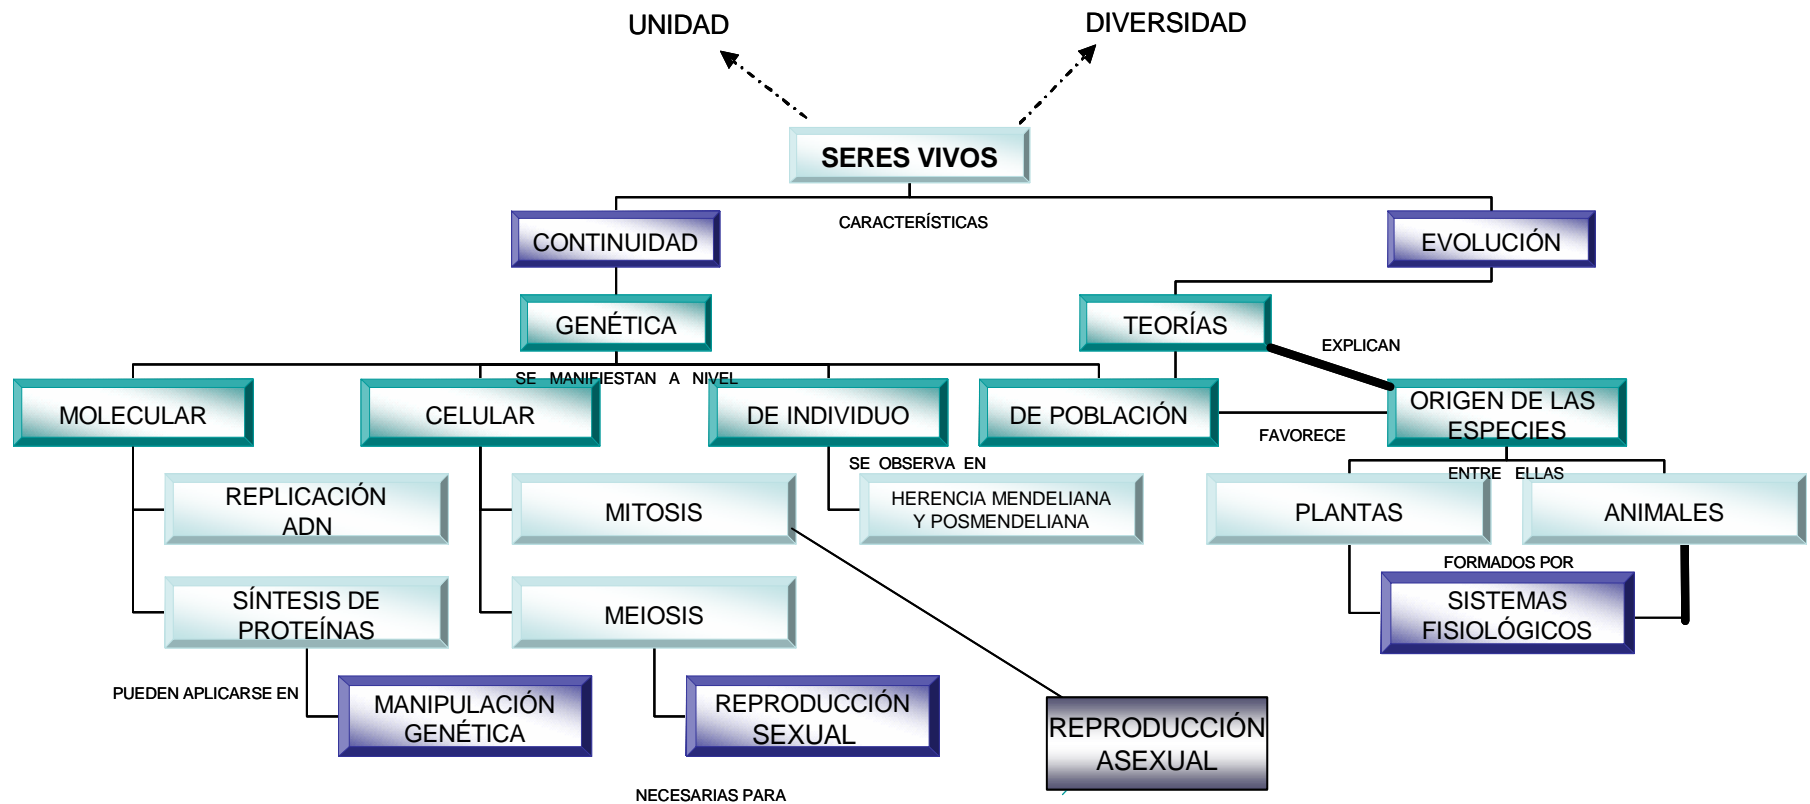 UNIDAD
DIVERSIDAD
SERES VIVOS
CARACTERÍSTICAS
CONTINUIDAD
EVOLUCIÓN
GENÉTICA
TEORÍAS
EXPLICAN
SE MANIFIESTAN A NIVEL
MOLECULAR
CELULAR
DE INDIVIDUO
DE POBLACIÓN
ORIGEN DE LAS
ESPECIES
FAVORECE
SE OBSERVA EN
ENTRE ELLAS
REPLICACIÓN
ADN
MITOSIS
HERENCIA MENDELIANA
Y POSMENDELIANA
PLANTAS
ANIMALES
FORMADOS POR
SÍNTESIS DE
PROTEÍNAS
MEIOSIS
SISTEMAS
FISIOLÓGICOS
PUEDEN APLICARSE EN
MANIPULACIÓN
GENÉTICA
REPRODUCCIÓN
SEXUAL
REPRODUCCIÓN
ASEXUAL
NECESARIAS PARA